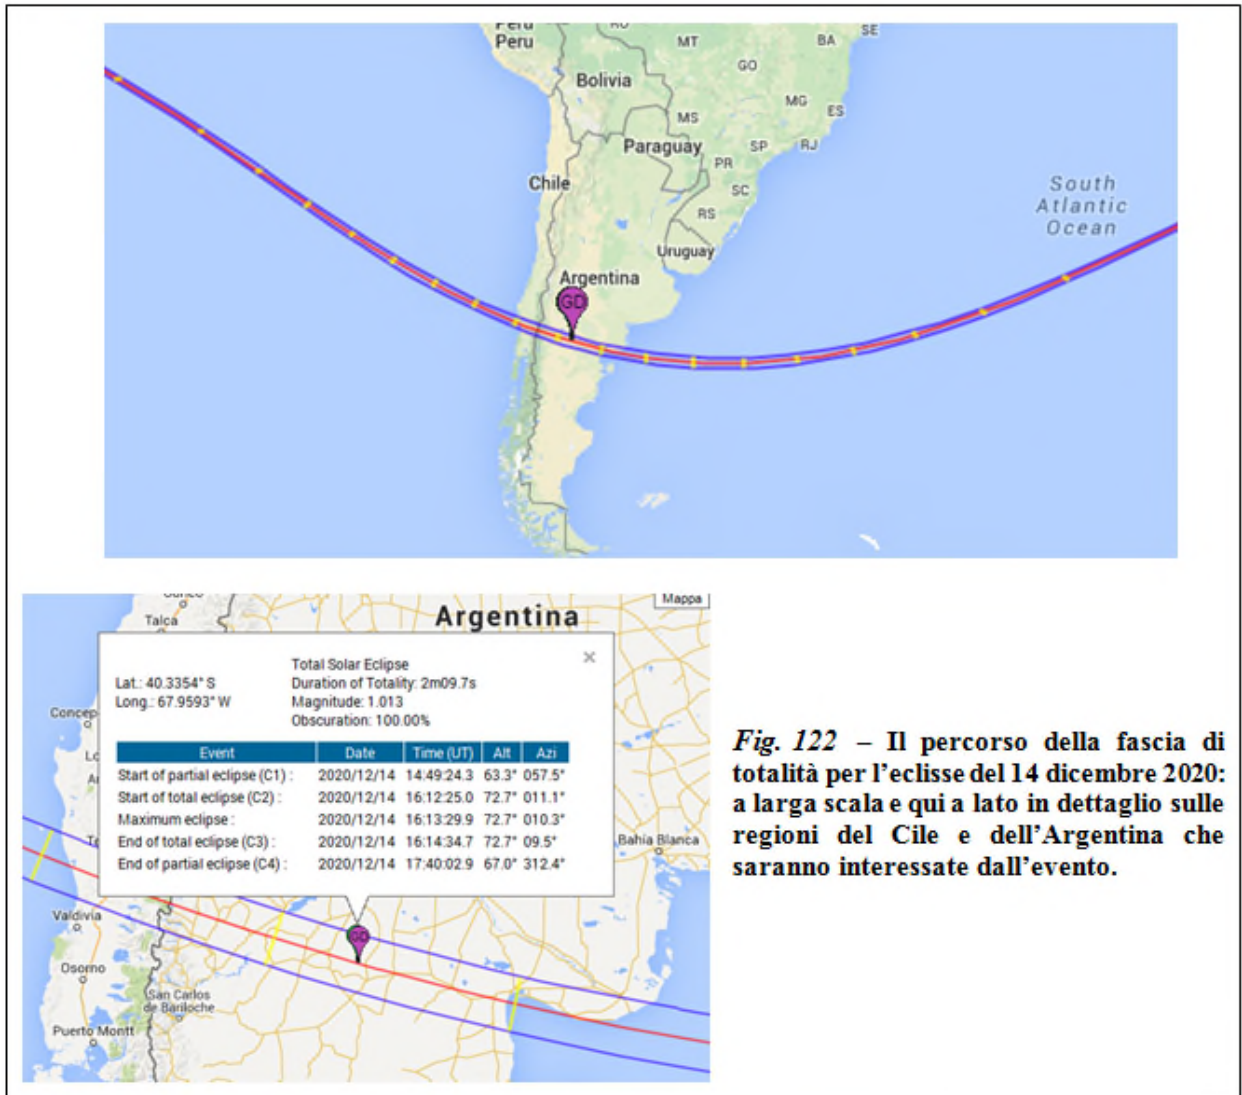 Peru
Peru
RO
MT
BA
SE
Bolivia
GO
MG
ES
MS
Paraguay
SP
RJ
PR
Chile
SC
RS
South
Atlantic
Ocean
Uruguay
Argentina
GD
Mappa
Argentina
Talca
Total Solar Eclipse
Lat.: 40.3354° S
Duration of Totality: 2m09.7s
Long.: 67.9593° W
Magnitude: 1.013
Obscuration: 100.00%
Concep
Event Date Time (UT) Alt Azi
Start of partial eclipse (C1) : 2020/12/14 14:49:24.3 63.3° 057.5°
Start of total eclipse (C2) : 2020/12/14 16:12:25.0 72.7° 011.1°
Maximum eclipse : 2020/12/14 16:13:29.9 72.7° 010.3°
End of total eclipse (C3) : 2020/12/14 16:14:34.7 72.7° 09.5°
End of partial eclipse (C4) : 2020/12/14 17:40:02.9 67.0° 312.4°
Bahía Blanca
Valdivia
GD
Osorno
San Carlos
de Bariloche
Puerto Montt
Fig. 122 – Il percorso della fascia di
totalità per l’eclisse del 14 dicembre 2020:
a larga scala e qui a lato in dettaglio sulle
regioni del Cile e dell’Argentina che
saranno interessate dall’evento.